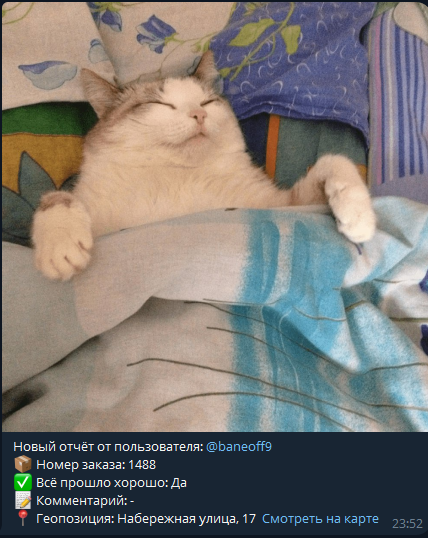 Новый отчёт от пользователя: @baneoff9
📦 Номер заказа: 1488
✅ Всё прошло хорошо: Да
📝 Комментарий: -
📍 Геопозиция: Набережная улица, 17 Смотреть на карте
23:52